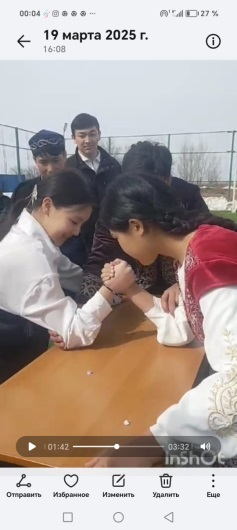 00:04
27 %
19 марта 2025 г.
16:08
01:42
03:32
InShOt
Отправить
Избранное
Изменить
Удалить
Еще